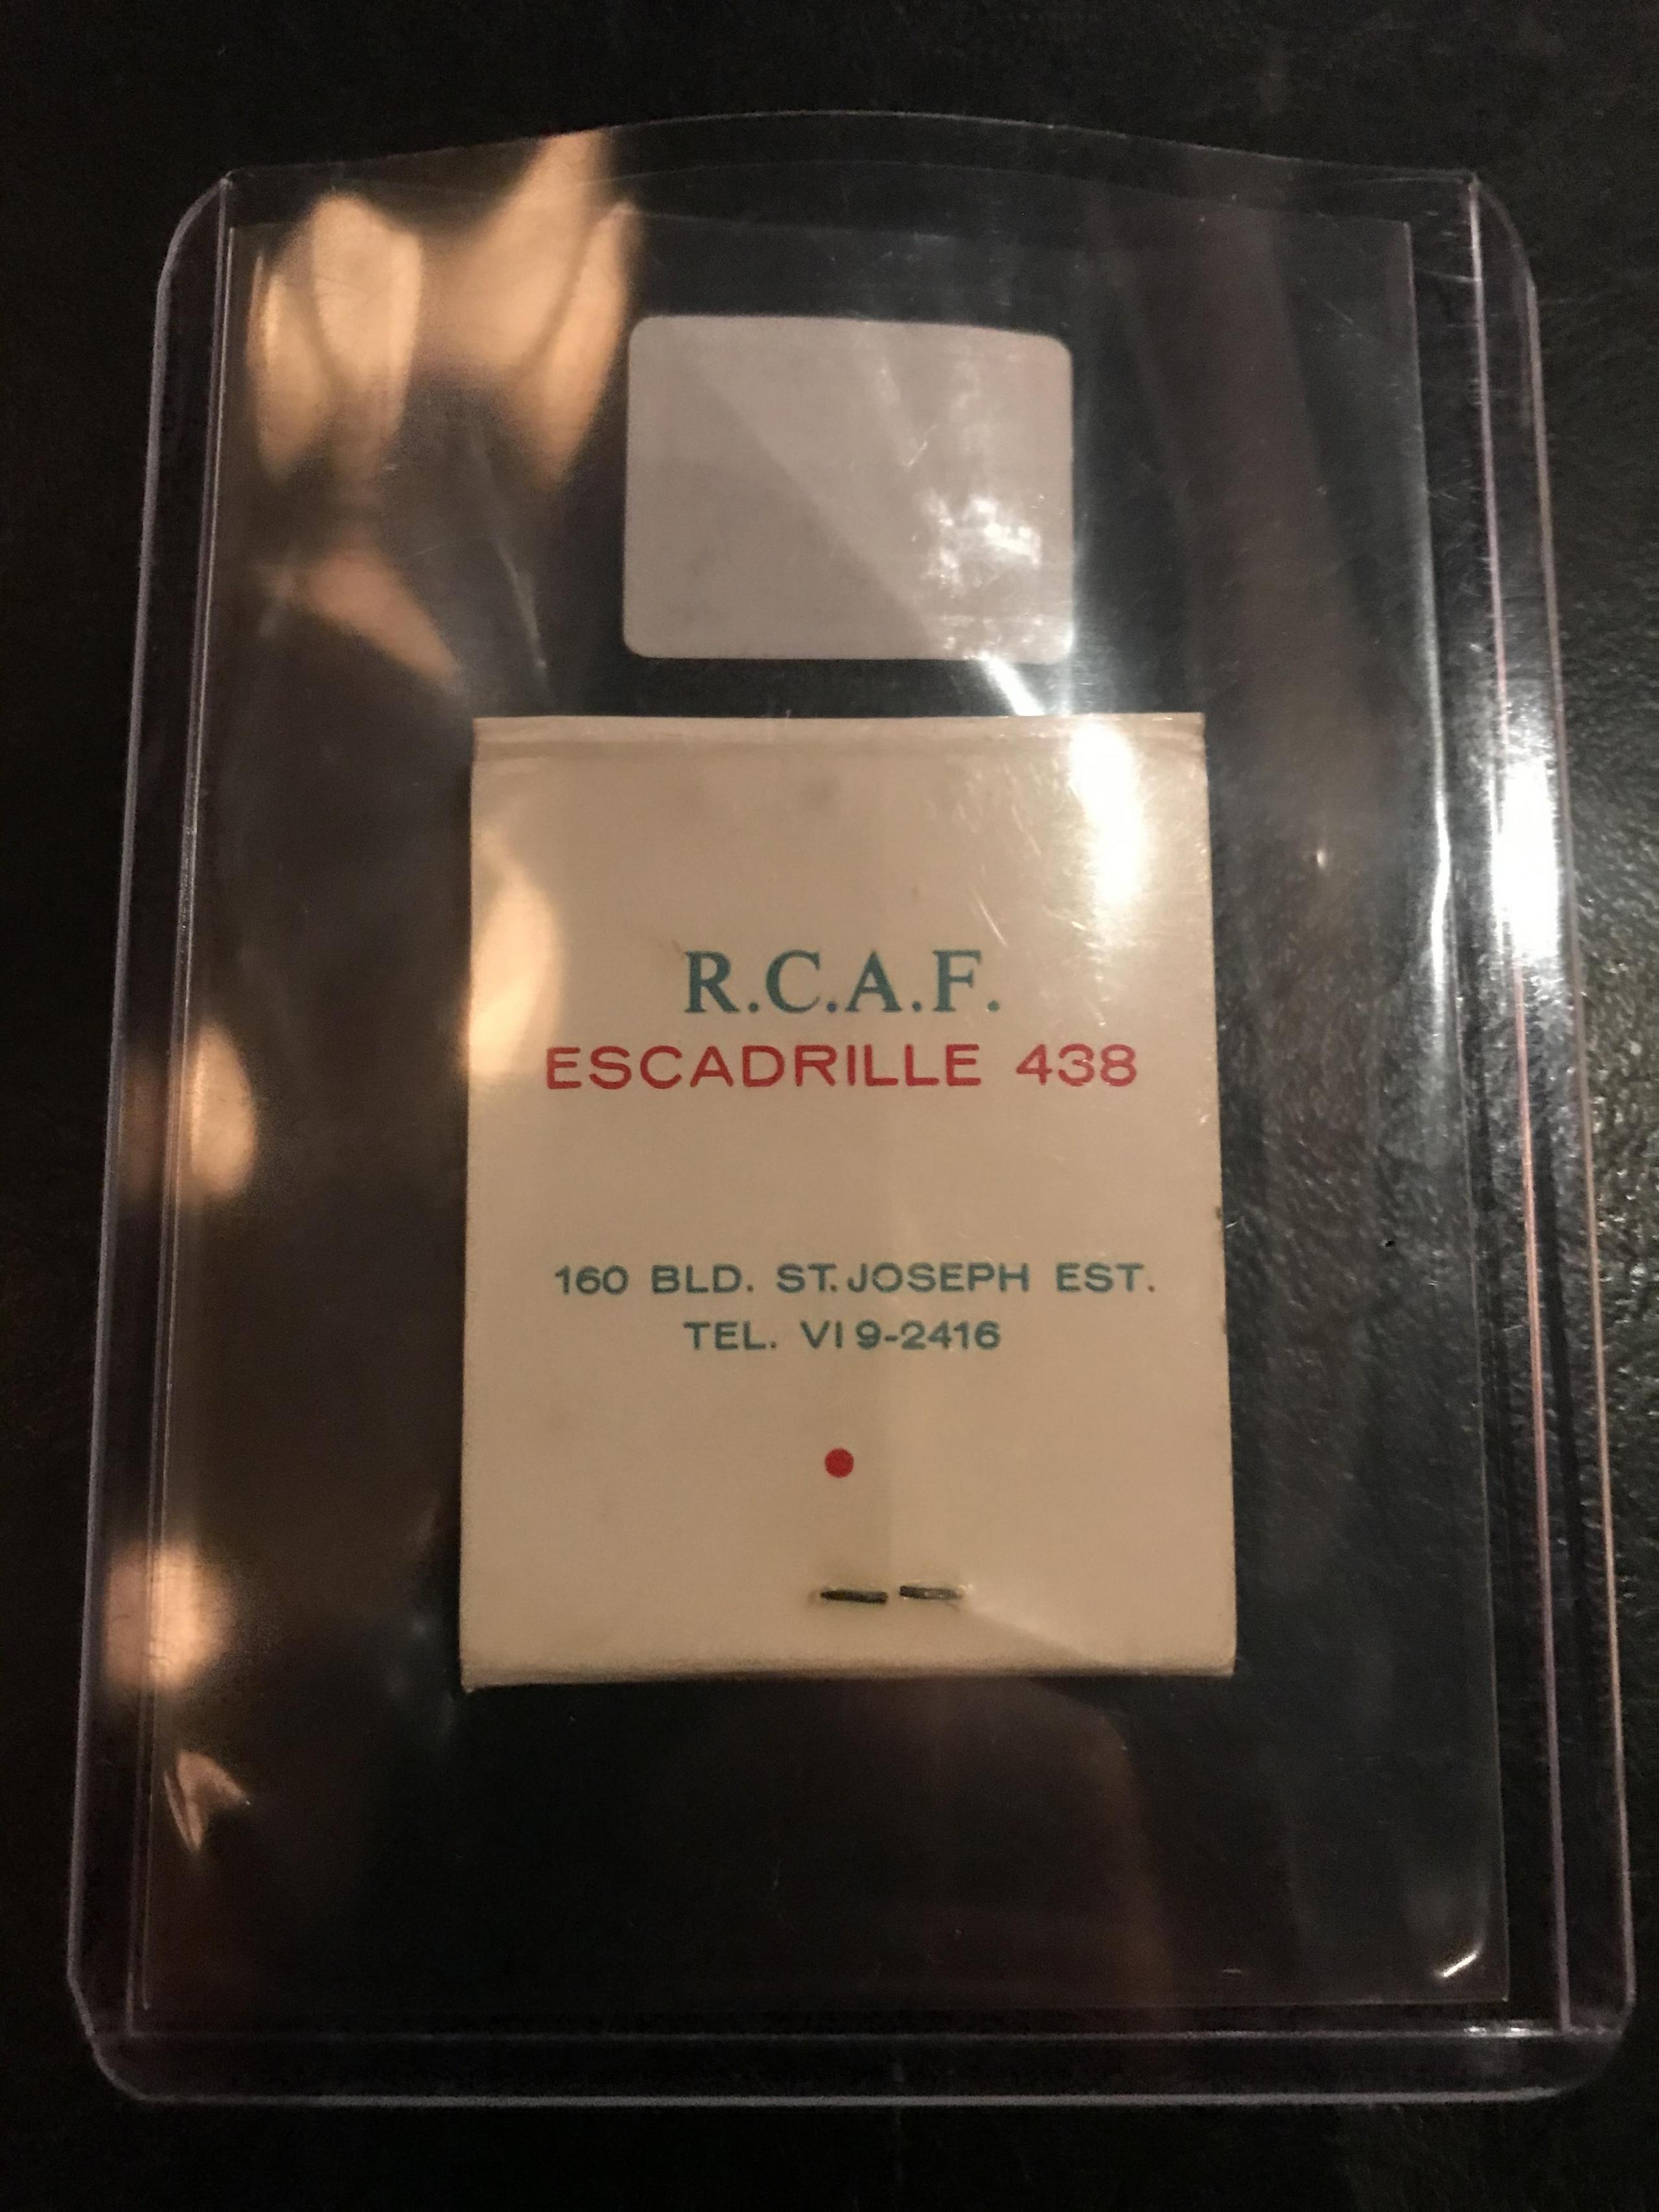 R.C.A.F.
ESCADRILLE 438
160 BLD. ST. JOSEPH EST.
TEL. VI 9-2416